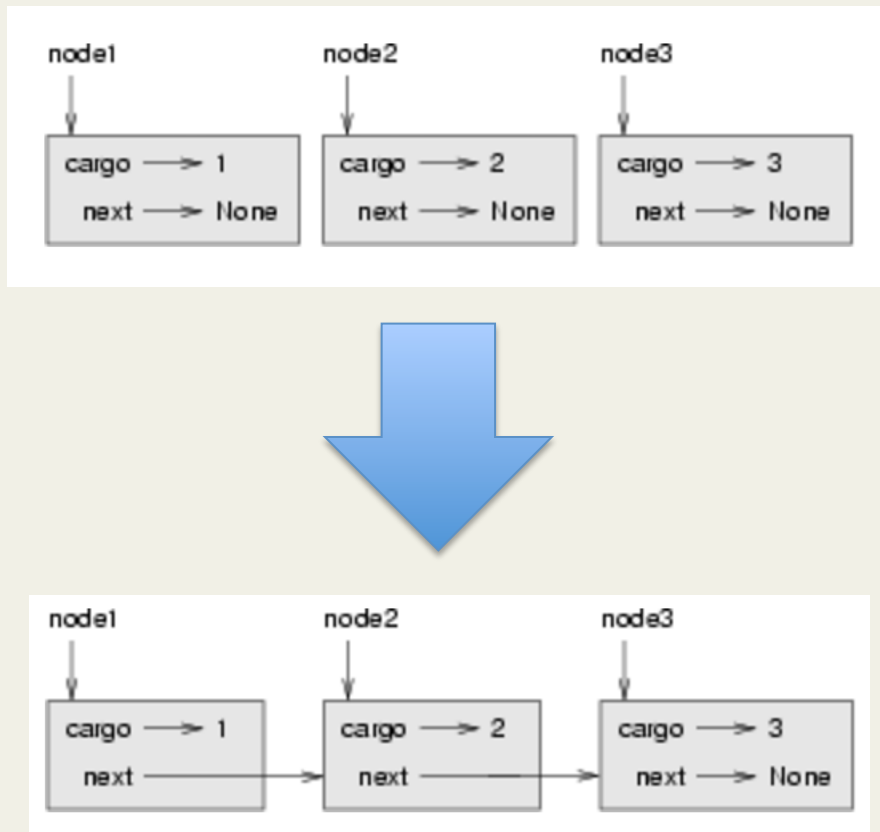 node1 node2 node3
cargo 1 cargo 2 cargo 3
next None next None next None
node1 node2 node3
cargo 1 cargo 2 cargo 3
next next next None